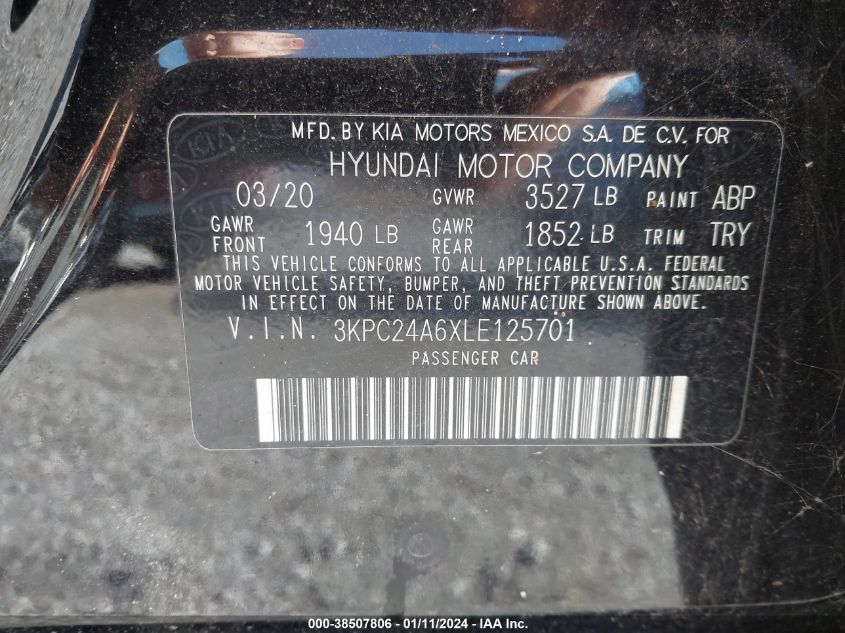 MFD. BY KIA MOTORS MEXICO S.A. DE C.V. FOR
HYUNDAI MOTOR COMPANY
03/20 GVWR 3527 LB PAINT ABP
GAWR FRONT 1940 LB GAWR REAR 1852 LB TRIM TRY
THIS VEHICLE CONFORMS TO ALL APPLICABLE U.S.A. FEDERAL
MOTOR VEHICLE SAFETY, BUMPER, AND THEFT PREVENTION STANDARDS
IN EFFECT ON THE DATE OF MANUFACTURE SHOWN ABOVE.
V.I.N. 3KPC24A6XLE125701
PASSENGER CAR
000-38507806 - 01/11/2024 - IAA Inc.